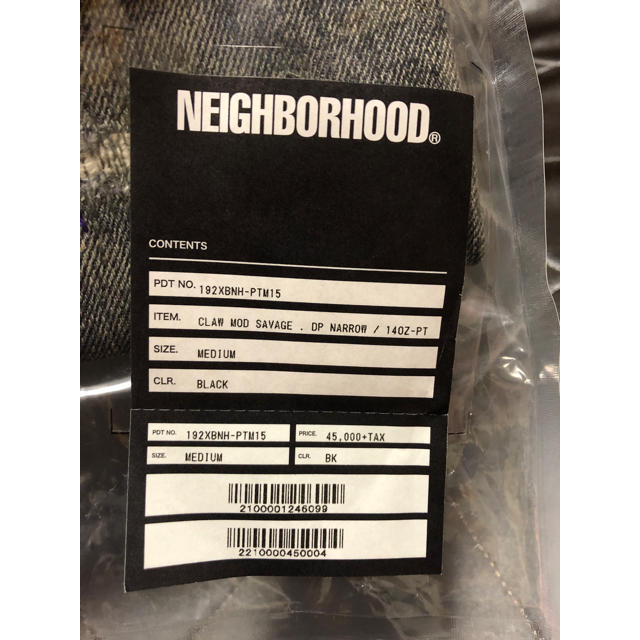 NEIGHBORHOOD®
CONTENTS
PDT NO. 192XBNH-PTM15
ITEM. CLAW MOD SAVAGE . DP NARROW / 14OZ-PT
SIZE. MEDIUM
CLR. BLACK
PDT NO. 192XBNH-PTM15 PRICE. 45,000+TAX
SIZE. MEDIUM CLR. BK
2100001246099
2210000450004